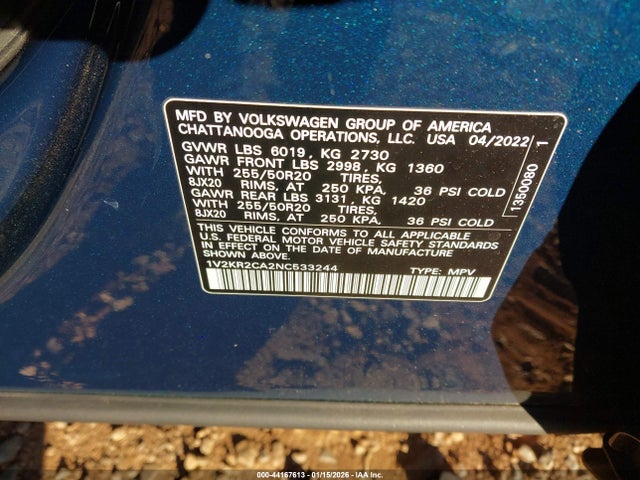 MFD BY VOLKSWAGEN GROUP OF AMERICA
CHATTANOOGA OPERATIONS, LLC. USA 04/2022
GVWR LBS 6019, KG 2730
GAWR FRONT LBS 2998, KG 1360
WITH 255/50R20 TIRES,
8JX20 RIMS, AT 250 KPA. 36 PSI COLD
GAWR REAR LBS 3131, KG 1420
WITH 255/50R20 TIRES,
8JX20 RIMS, AT 250 KPA. 36 PSI COLD
THIS VEHICLE CONFORMS TO ALL APPLICABLE
U.S. FEDERAL MOTOR VEHICLE SAFETY STANDARDS
IN EFFECT ON THE DATE OF MANUFACTURE
SHOWN ABOVE.
1V2KR2CA2NC533244 TYPE: MPV
1350080 1
000-44167613 - 01/15/2026 - IAA Inc.